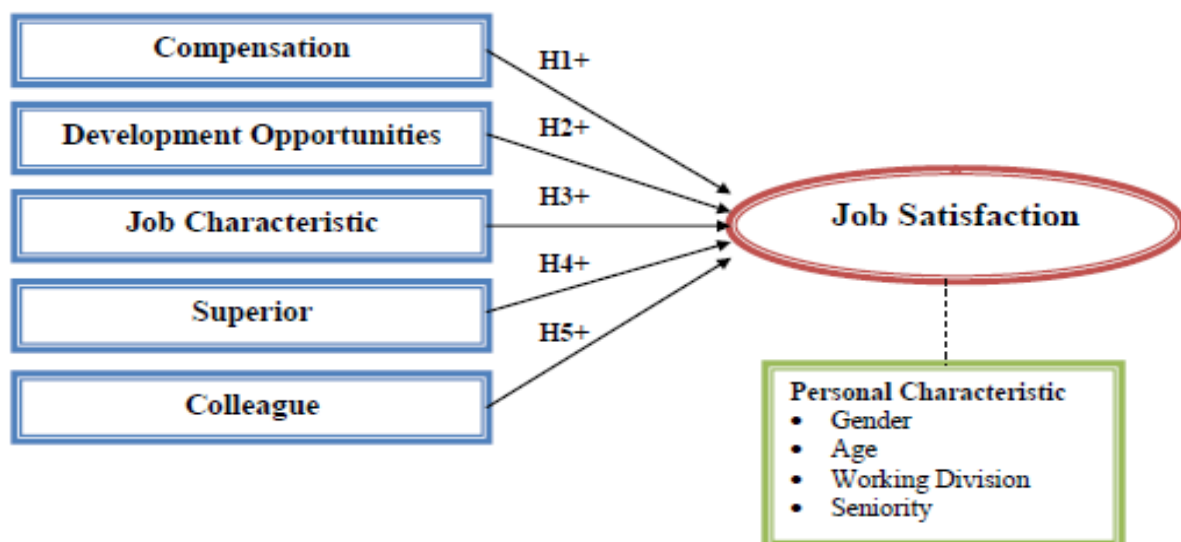 Compensation
H1+
Development Opportunities
H2+
Job Characteristic
H3+
Superior
H4+
Colleague
H5+
Job Satisfaction
Personal Characteristic
• Gender
• Age
• Working Division
• Seniority